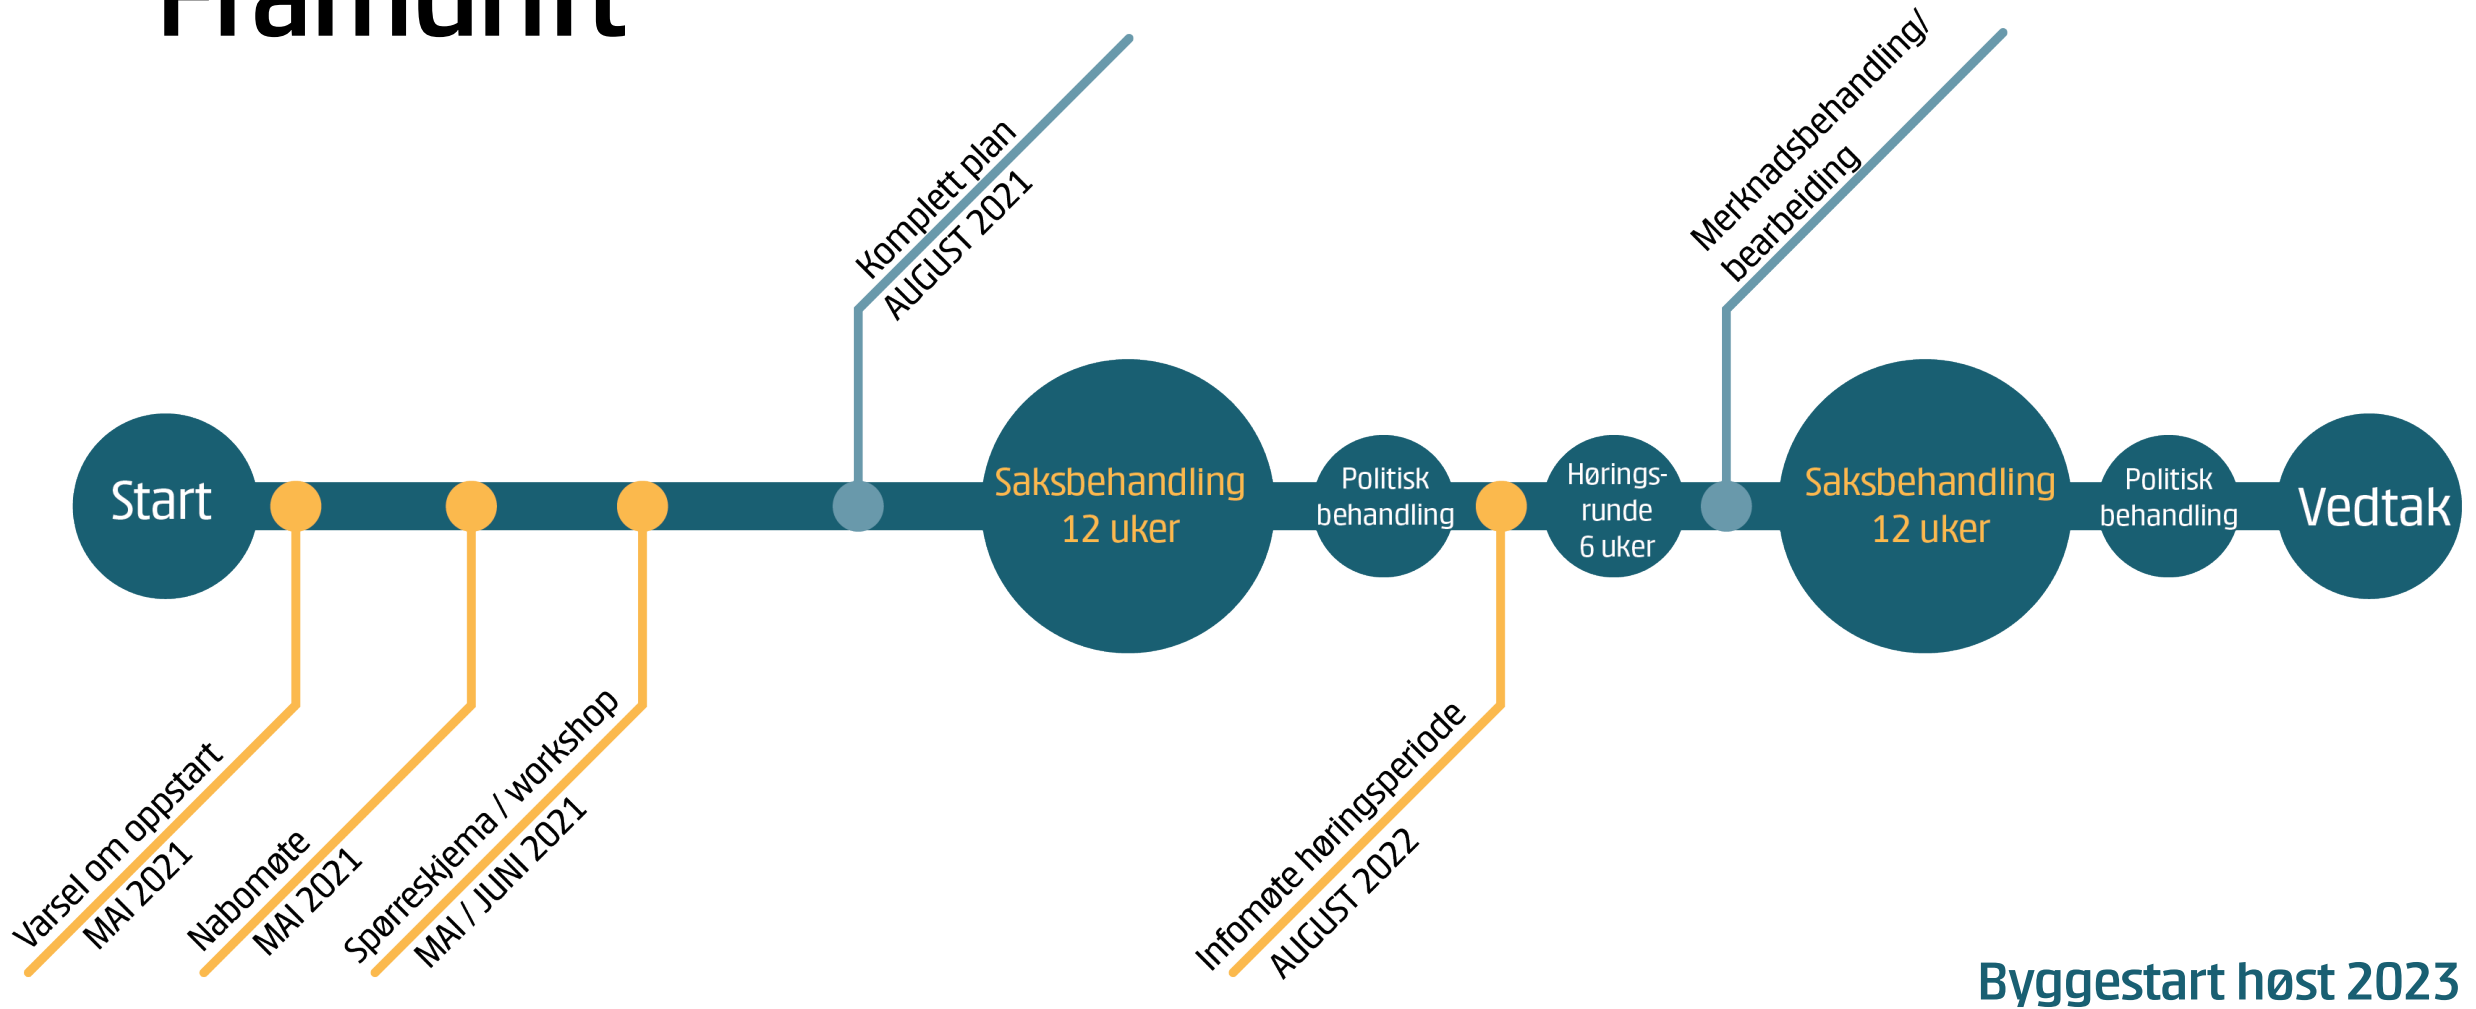 Framdrift
Komplett plan
AUGUST 2021
Merknadsbehandling/
bearbeiding
Start
Saksbehandling
12 uker
Politisk
behandling
Hørings-
runde
6 uker
Saksbehandling
12 uker
Politisk
behandling
Vedtak
Varsel om oppstart
MAI 2021
Nabomøte
MAI 2021
Spørreskjema / workshop
MAI / JUNI 2021
Infomøte høringsperiode
AUGUST 2022
Byggestart høst 2023